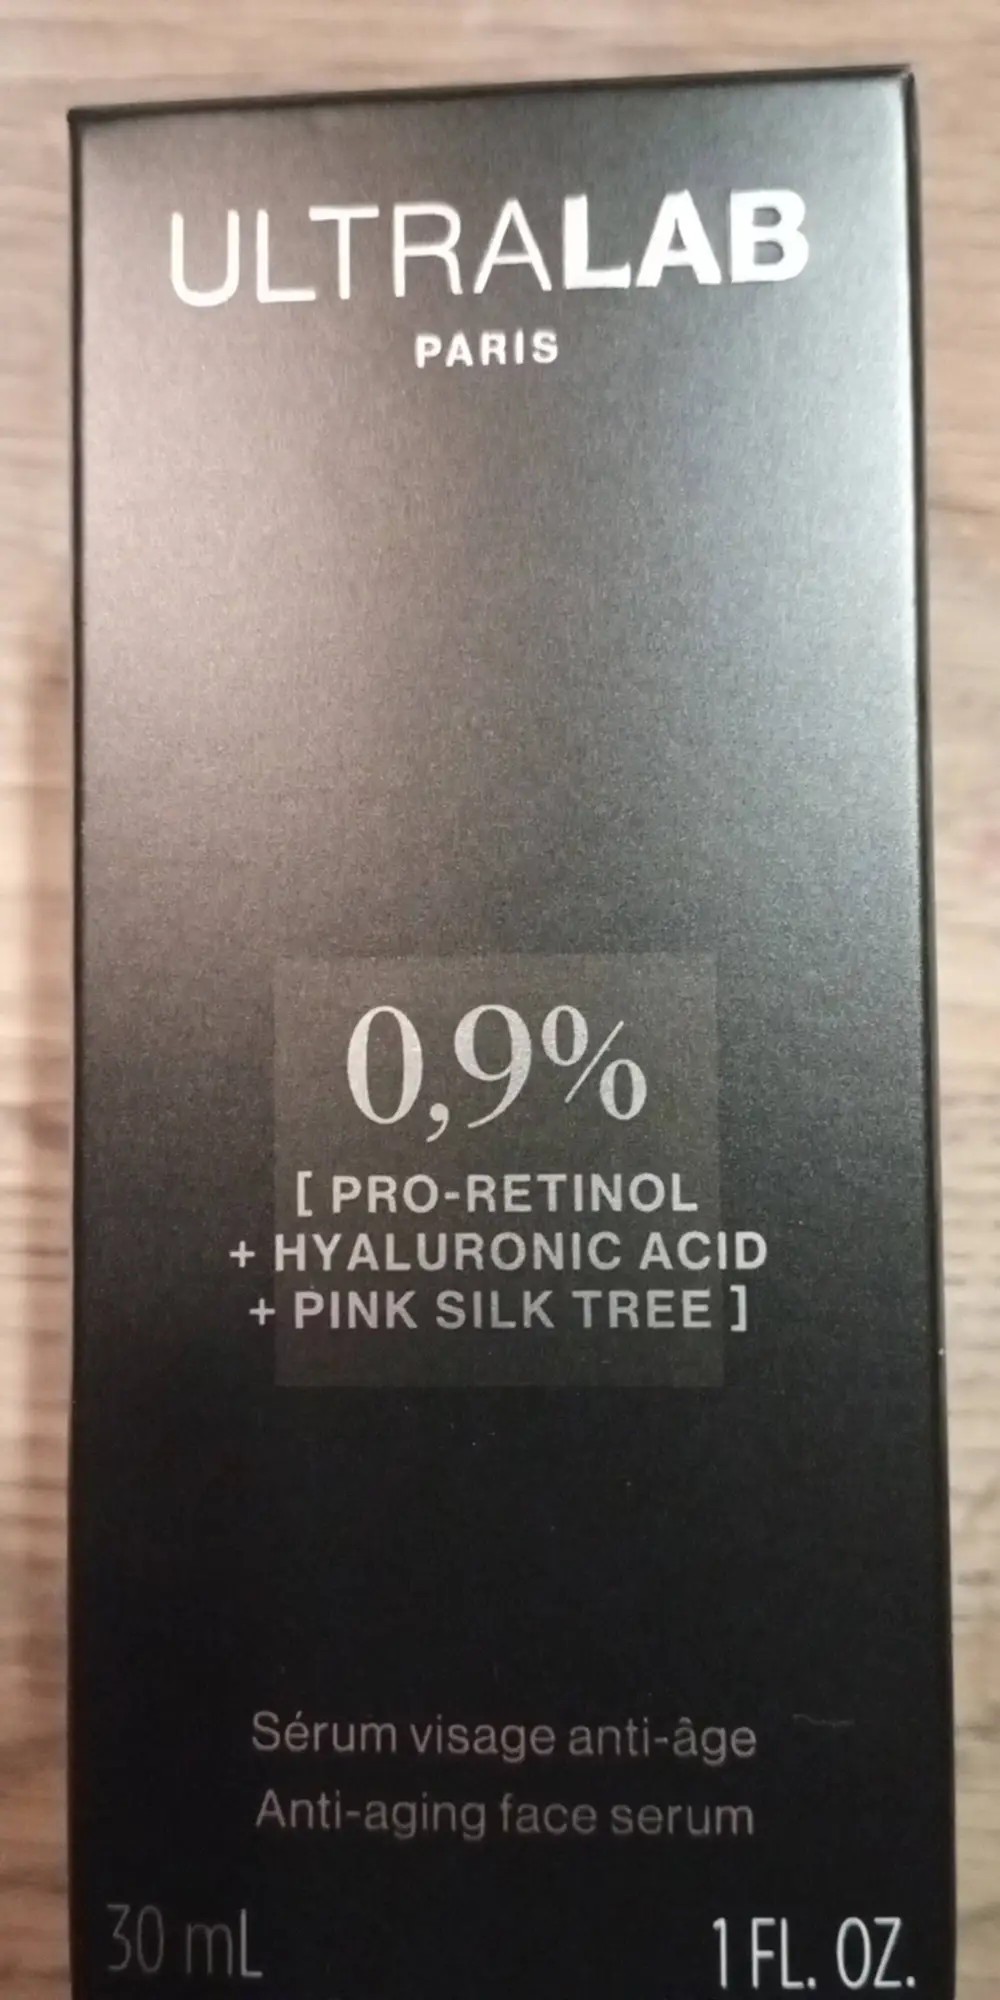 ULTRALAB
PARIS
0,9%
[ PRO-RETINOL
+ HYALURONIC ACID
+ PINK SILK TREE ]
Sérum visage anti-âge
Anti-aging face serum
30 mL 1 FL. OZ.